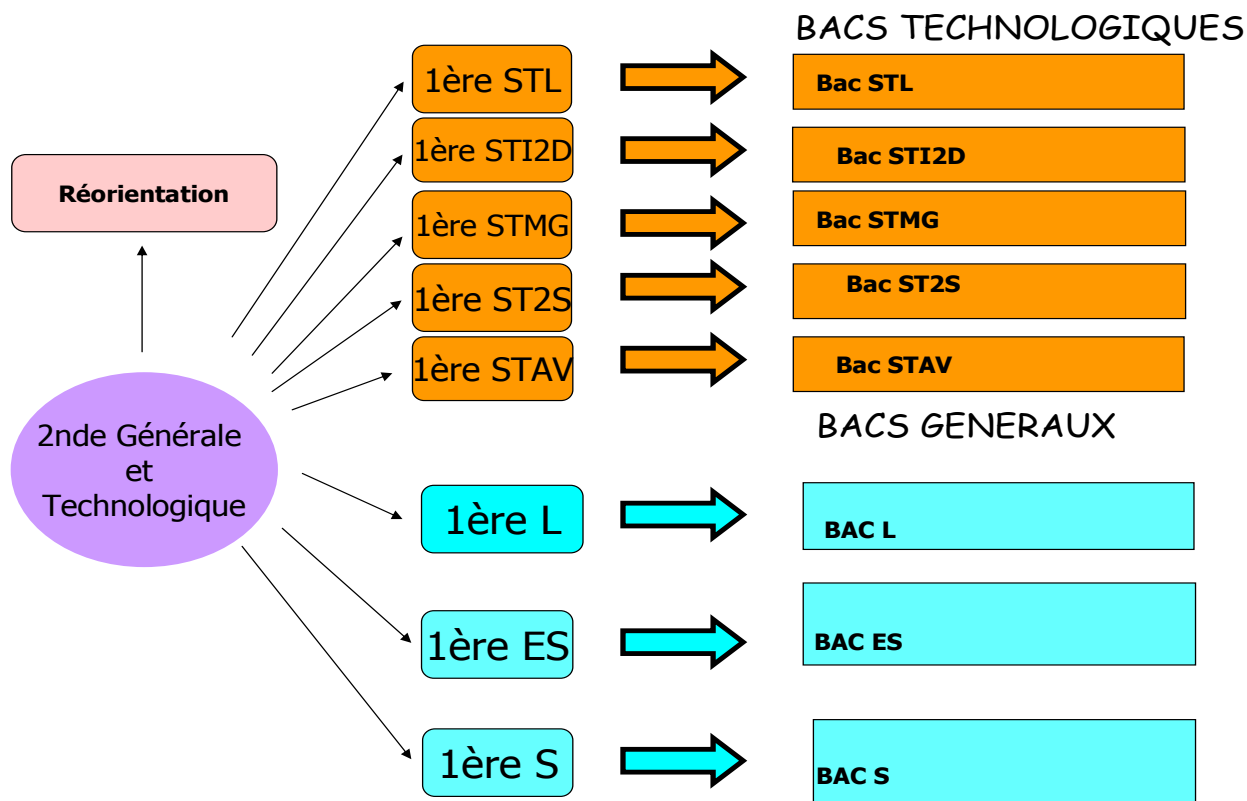 BACS TECHNOLOGIQUES
1ère STL
Bac STL
1ère STI2D
Bac STI2D
Réorientation
1ère STMG
Bac STMG
1ère ST2S
Bac ST2S
1ère STAV
Bac STAV
2nde Générale
et
Technologique
BACS GENERAUX
1ère L
BAC L
1ère ES
BAC ES
1ère S
BAC S